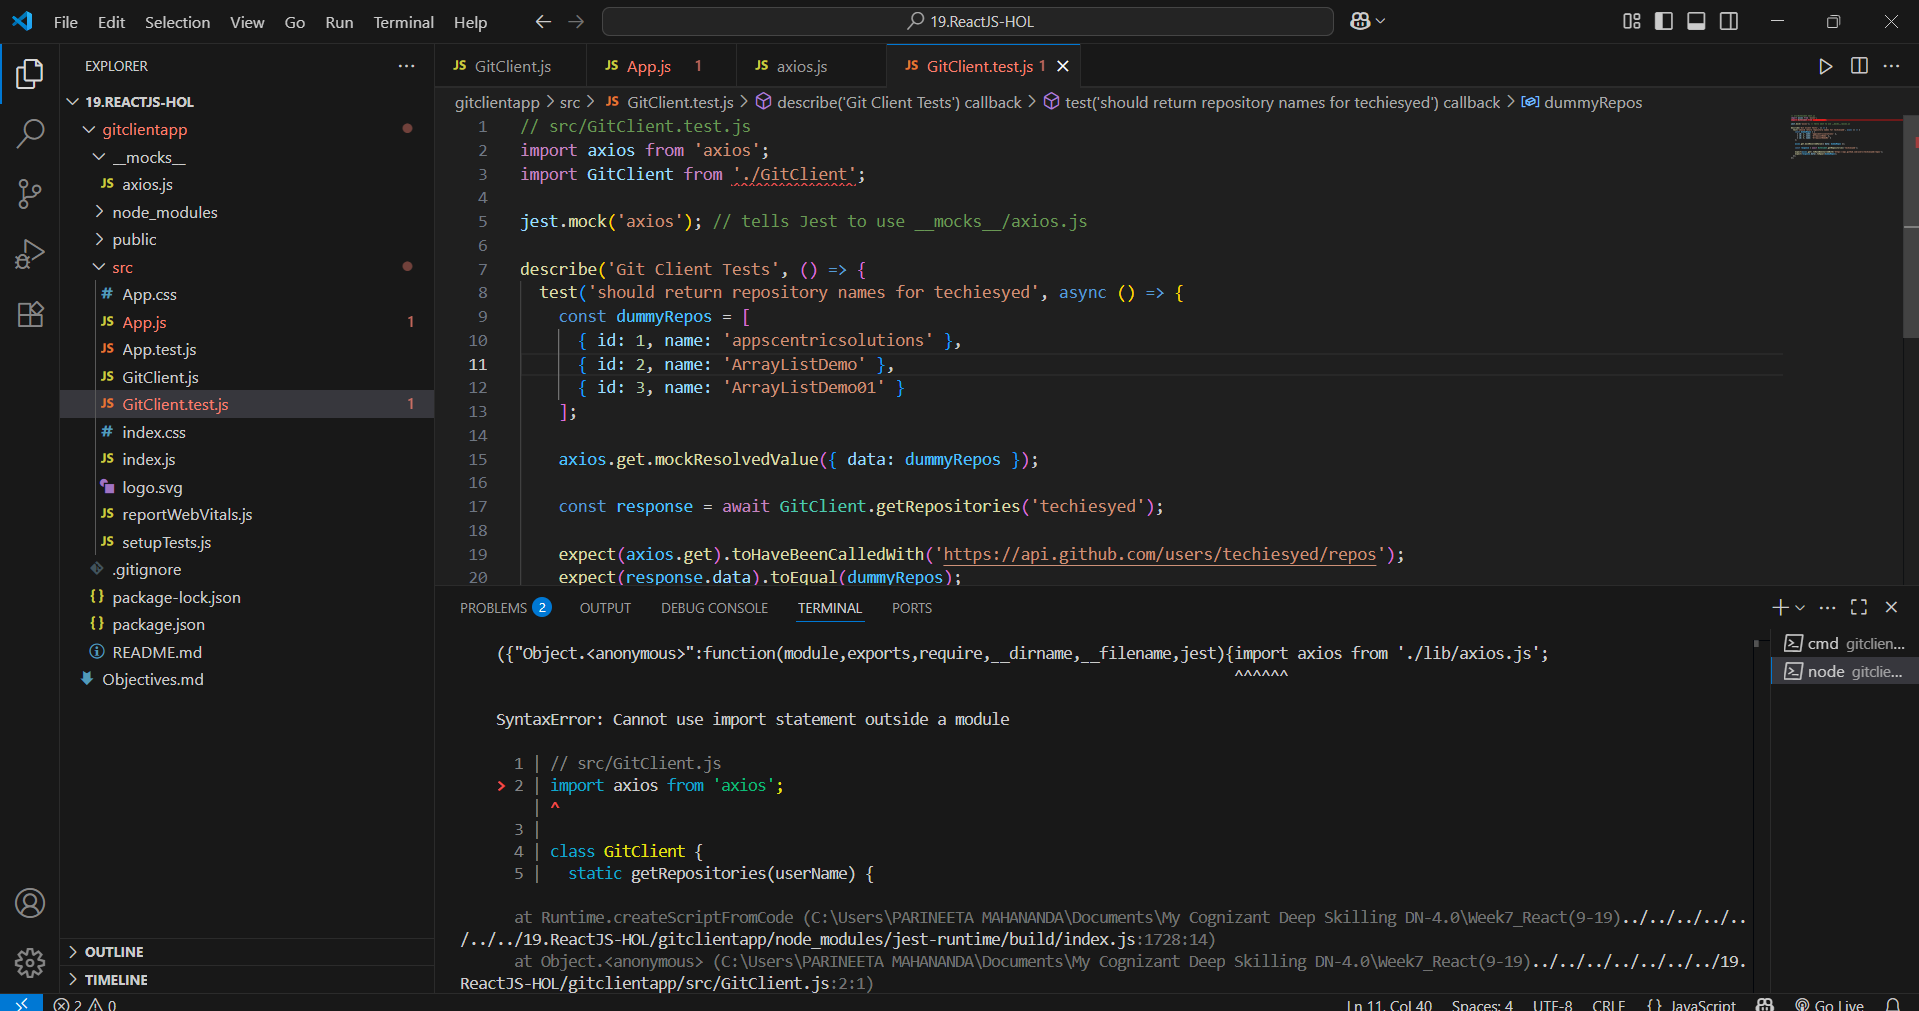 File Edit Selection View Go Run Terminal Help
19.ReactJS-HOL
EXPLORER
19.REACTJS-HOL
gitclientapp
__mocks__
JS axios.js
node_modules
public
src
# App.css
JS App.js 1
JS App.test.js
JS GitClient.js
JS GitClient.test.js 1
# index.css
JS index.js
logo.svg
JS reportWebVitals.js
JS setupTests.js
.gitignore
{} package-lock.json
{} package.json
README.md
Objectives.md
OUTLINE
TIMELINE
JS GitClient.js JS App.js 1 JS axios.js JS GitClient.test.js 1
gitclientapp > src > JS GitClient.test.js > describe('Git Client Tests') callback > test('should return repository names for techiesyed') callback > dummyRepos
1 // src/GitClient.test.js
2 import axios from 'axios';
3 import GitClient from './GitClient';
4
5 jest.mock('axios'); // tells Jest to use __mocks__/axios.js
6
7 describe('Git Client Tests', () => {
8 test('should return repository names for techiesyed', async () => {
9 const dummyRepos = [
10 { id: 1, name: 'appscentricsolutions' },
11 { id: 2, name: 'ArrayListDemo' },
12 { id: 3, name: 'ArrayListDemo01' }
13 ];
14
15 axios.get.mockResolvedValue({ data: dummyRepos });
16
17 const response = await GitClient.getRepositories('techiesyed');
18
19 expect(axios.get).toHaveBeenCalledWith('https://api.github.com/users/techiesyed/repos');
20 expect(response.data).toEqual(dummyRepos);
PROBLEMS 2 OUTPUT DEBUG CONSOLE TERMINAL PORTS
({"Object.<anonymous>":function(module,exports,require,__dirname,__filename,jest){import axios from './lib/axios.js';
^^^^^^
SyntaxError: Cannot use import statement outside a module
1 | // src/GitClient.js
> 2 | import axios from 'axios';
| ^
3 |
4 | class GitClient {
5 | static getRepositories(userName) {
at Runtime.createScriptFromCode (C:\Users\PARINEETA MAHANANDA\Documents\My Cognizant Deep Skilling DN-4.0\Week7_React(9-19)../../../../..
/../../19.ReactJS-HOL/gitclientapp/node_modules/jest-runtime/build/index.js:1728:14)
at Object.<anonymous> (C:\Users\PARINEETA MAHANANDA\Documents\My Cognizant Deep Skilling DN-4.0\Week7_React(9-19)../../../../../../../19.
ReactJS-HOL/gitclientapp/src/GitClient.js:2:1)
cmd gitclien...
node gitclie...
2 0
Ln 11, Col 40 Spaces: 4 UTF-8 CRLF {} JavaScript Go Live